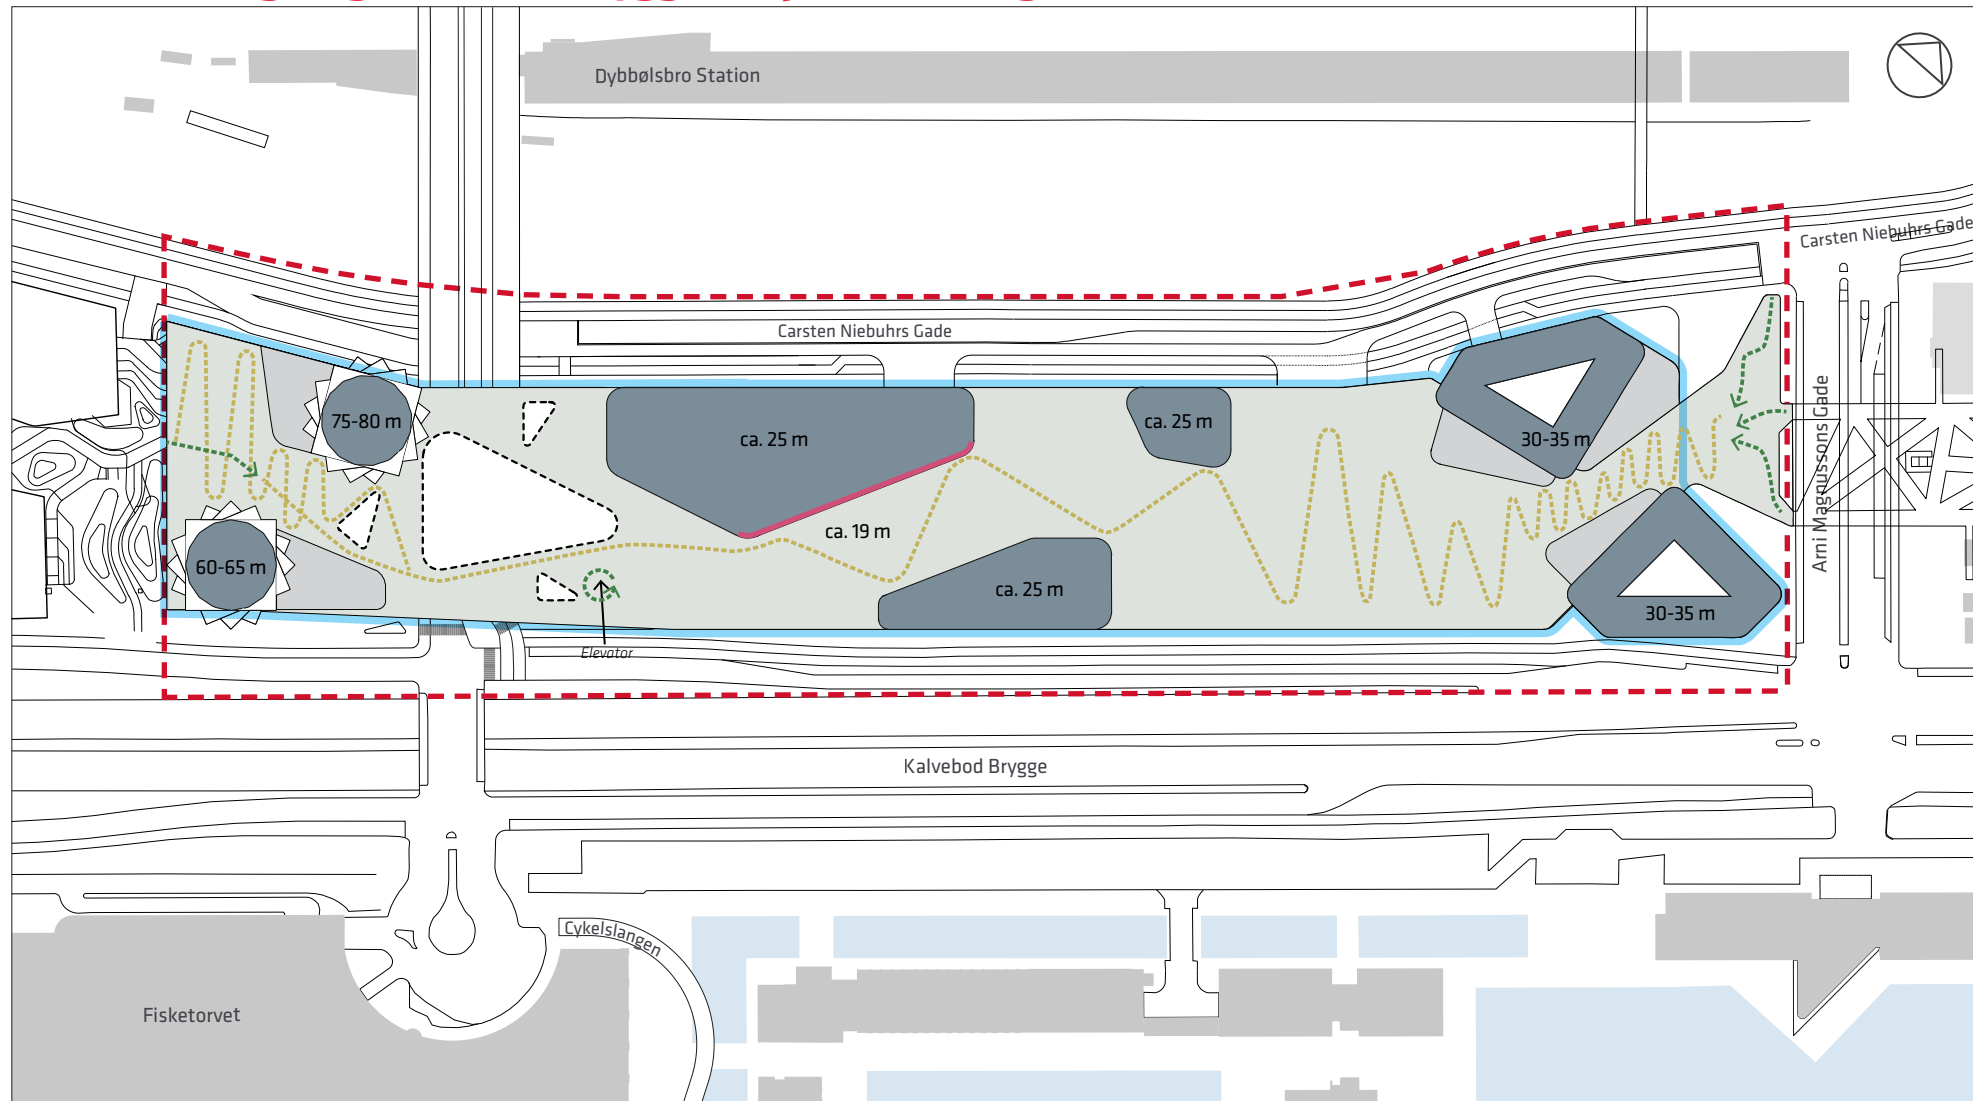 Dybbølsbro Station
Carsten Niebuhrs Gade
Carsten Niebuhrs Gade
75-80 m
ca. 25 m
ca. 25 m
30-35 m
Arni Magnussons Gade
ca. 19 m
60-65 m
ca. 25 m
30-35 m
Elevator
Kalvebod Brygge
Cykelslangen
Fisketorvet